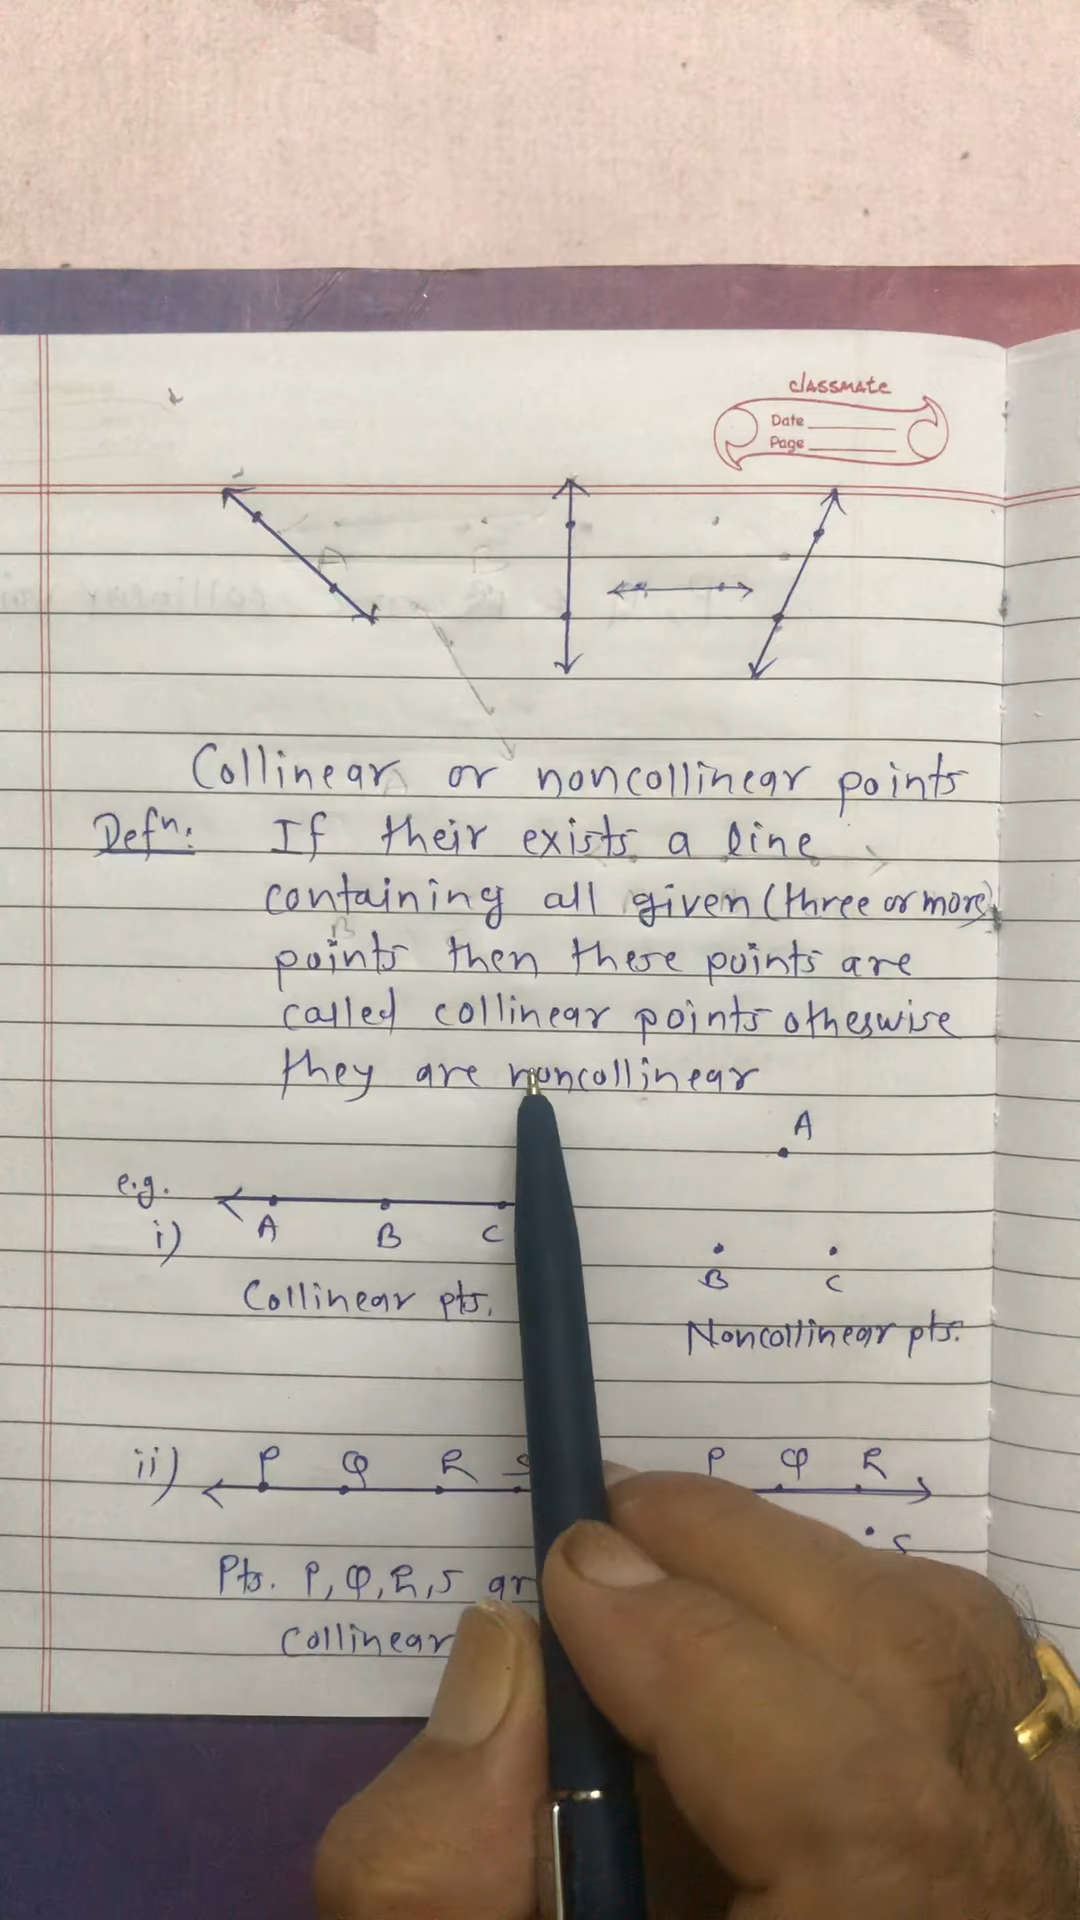 classmate
Date
Page
Collinear or noncollinear points
Defn: If their exists a line
containing all given (three or more)
points then these points are
called collinear points otherwise
they are noncollinear
A
e.g.
i) A B C
B C
Collinear pts.
Noncollinear pts.
ii) P Q R S
P Q R
S
Pts. P, Q, R, S
Collinear